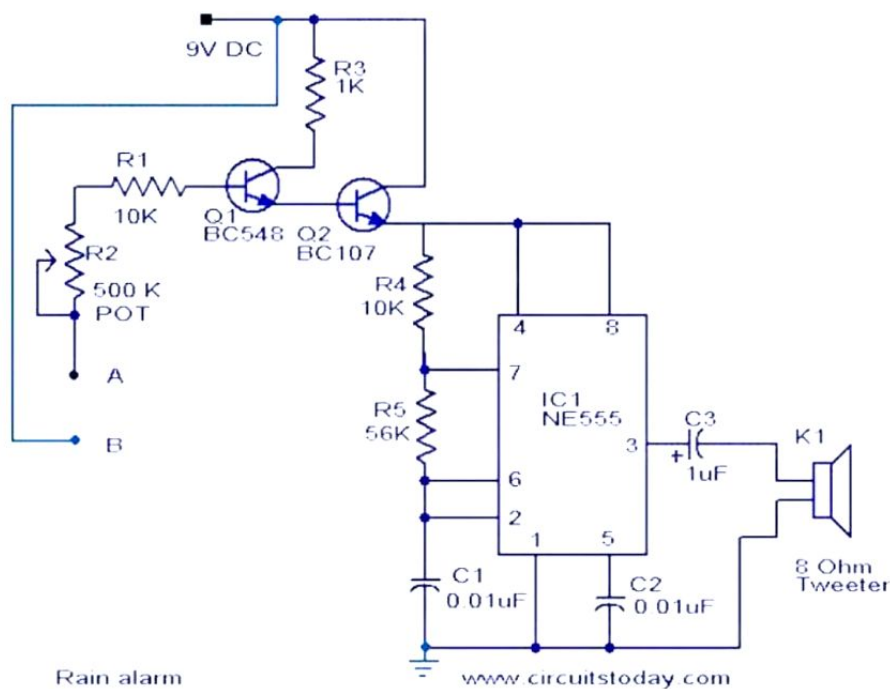 9V DC
R3
1K
R1
10K
Q1
BC548
Q2
BC107
R2
500 K
POT
R4
10K
A
4
8
7
IC1
NE555
R5
56K
C3
K1
B
3
+
1uF
6
2
1
5
8 Ohm
Tweeter
C1
0.01uF
C2
0.01uF
Rain alarm
www.circuitstoday.com